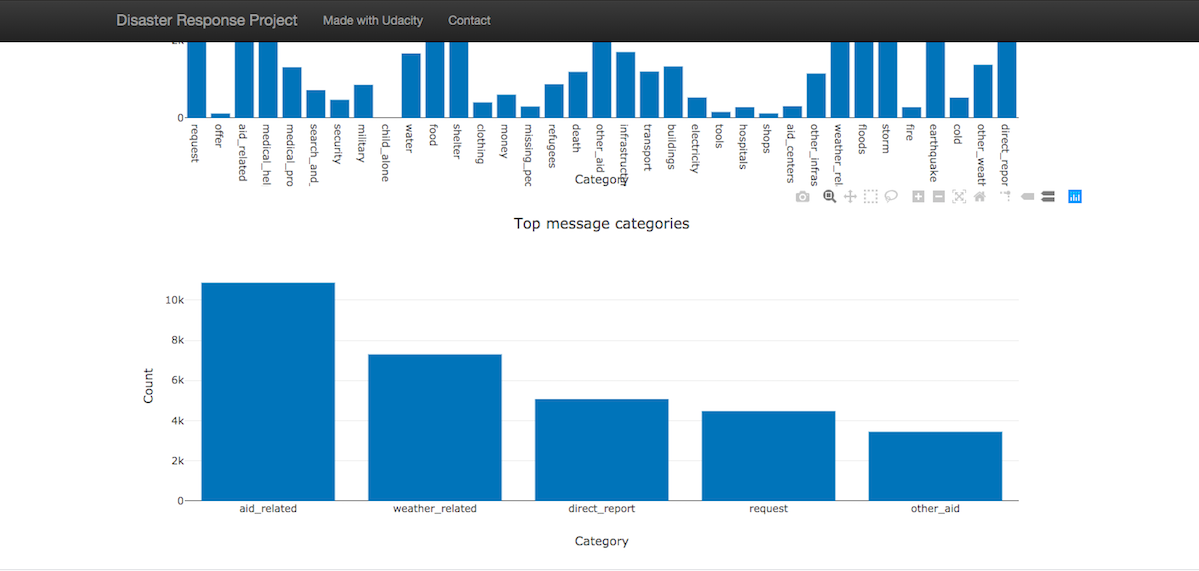 Disaster Response Project Made with Udacity Contact
0
request offer aid_related medical_hel medical_pro search_and_ security military child_alone water food shelter clothing money missing_pec refugees death other_aid infrastructu transport buildings electricity tools hospitals shops aid_centers other_infras weather_rel floods storm fire earthquake cold other_weath direct_repor
Category
Top message categories
10k
8k
6k
4k
2k
0
Count
aid_related weather_related direct_report request other_aid
Category